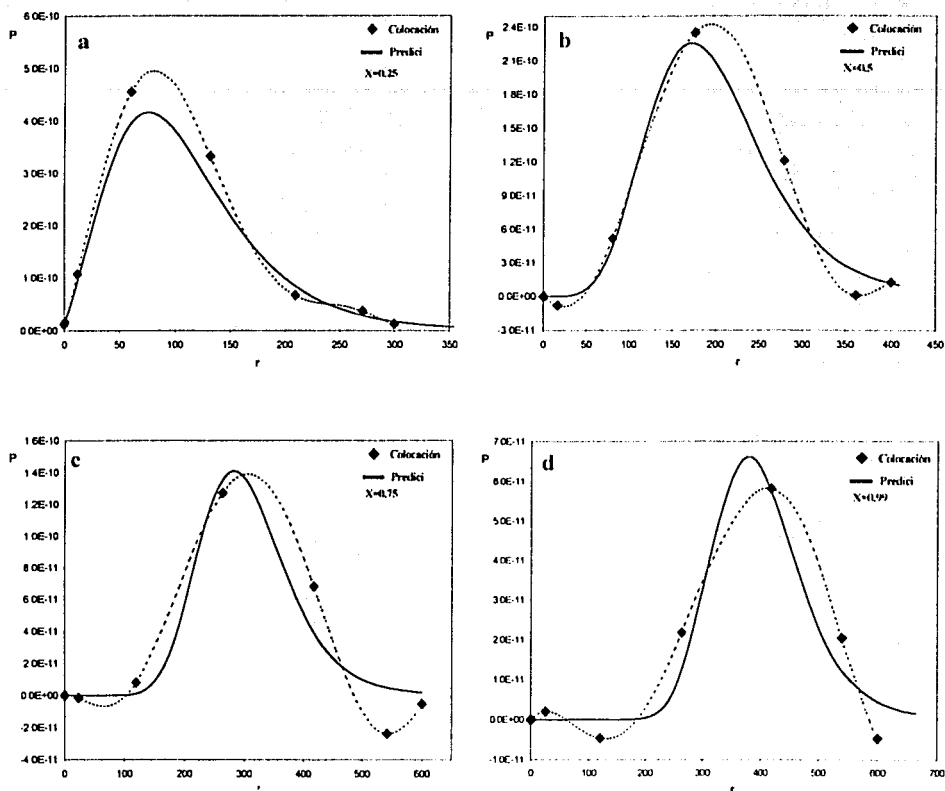 a
P
Colocación
Predici
X=0,25
6.0E-10
5.0E-10
4.0E-10
3.0E-10
2.0E-10
1.0E-10
0.0E+00
0 50 100 150 200 250 300 350
r
b
P
Colocación
Predici
X=0,5
2.4E-10
2.1E-10
1.8E-10
1.5E-10
1.2E-10
9.0E-11
6.0E-11
3.0E-11
0.0E+00
-3.0E-11
0 50 100 150 200 250 300 350 400 450
r
c
P
Colocación
Predici
X=0,75
1.6E-10
1.4E-10
1.2E-10
1.0E-10
8.0E-11
6.0E-11
4.0E-11
2.0E-11
0.0E+00
-2.0E-11
-4.0E-11
0 100 200 300 400 500 600
d
P
Colocación
Predici
X=0,99
7.0E-11
6.0E-11
5.0E-11
4.0E-11
3.0E-11
2.0E-11
1.0E-11
0.0E+00
-1.0E-11
0 100 200 300 400 500 600 700